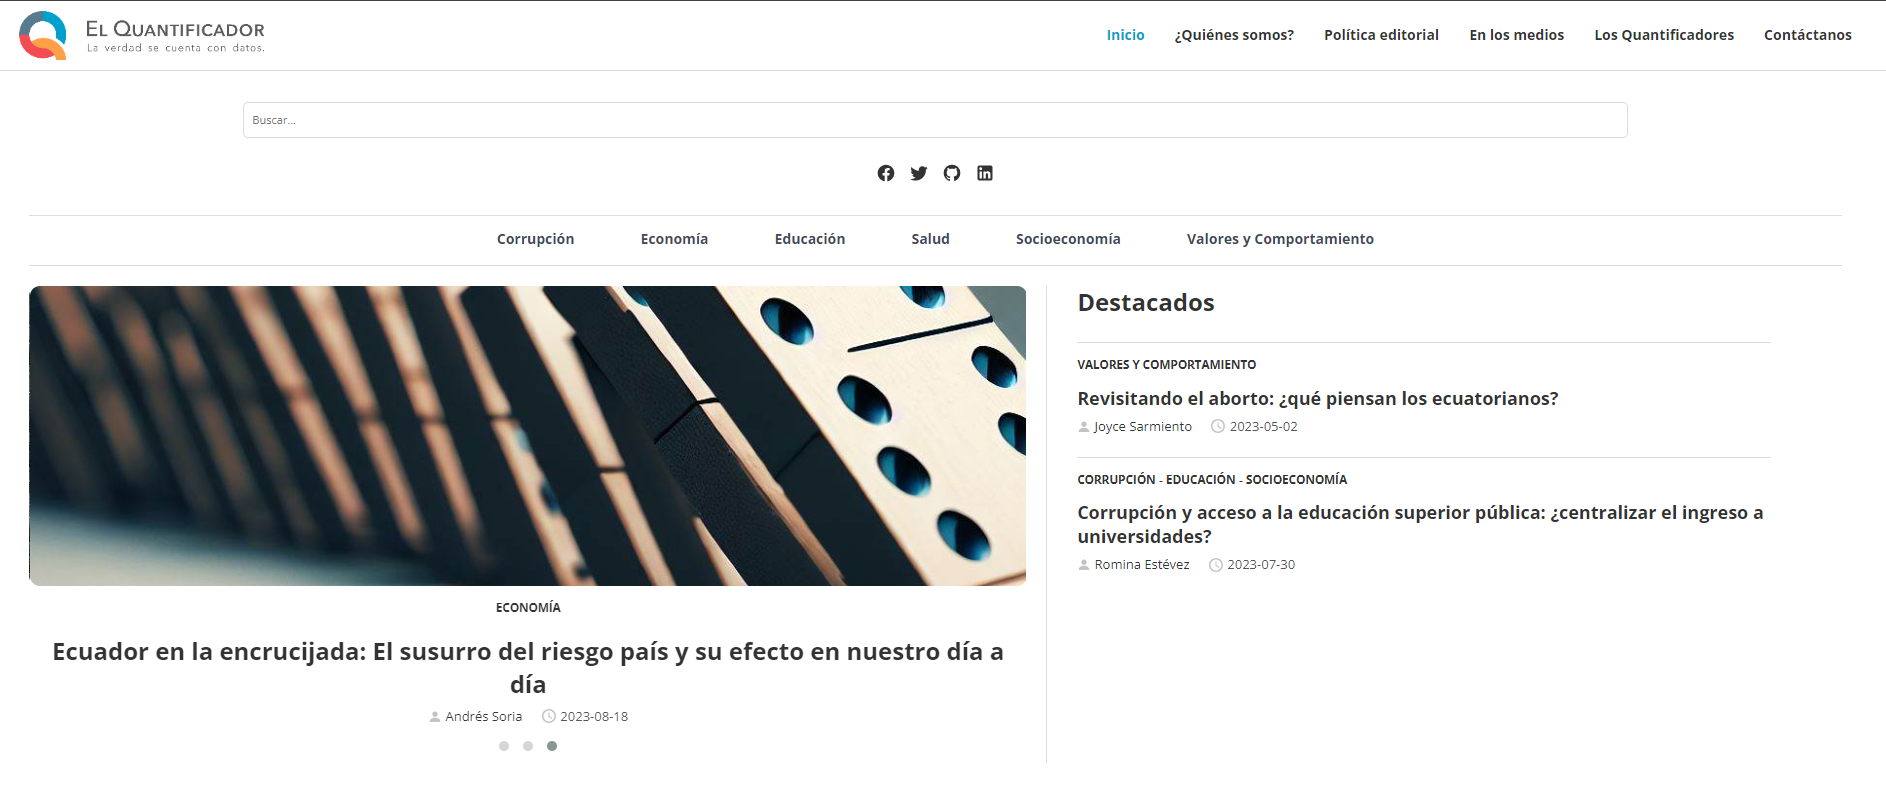 EL QUANTIFICADOR
La verdad se cuenta con datos.
Inicio ¿Quiénes somos? Política editorial En los medios Los Quantificadores Contáctanos
Buscar...
Corrupción Economía Educación Salud Socioeconomía Valores y Comportamiento
ECONOMÍA
Ecuador en la encrucijada: El susurro del riesgo país y su efecto en nuestro día a
día
Andrés Soria 2023-08-18
Destacados
VALORES Y COMPORTAMIENTO
Revisitando el aborto: ¿qué piensan los ecuatorianos?
Joyce Sarmiento 2023-05-02
CORRUPCIÓN - EDUCACIÓN - SOCIOECONOMÍA
Corrupción y acceso a la educación superior pública: ¿centralizar el ingreso a
universidades?
Romina Estévez 2023-07-30